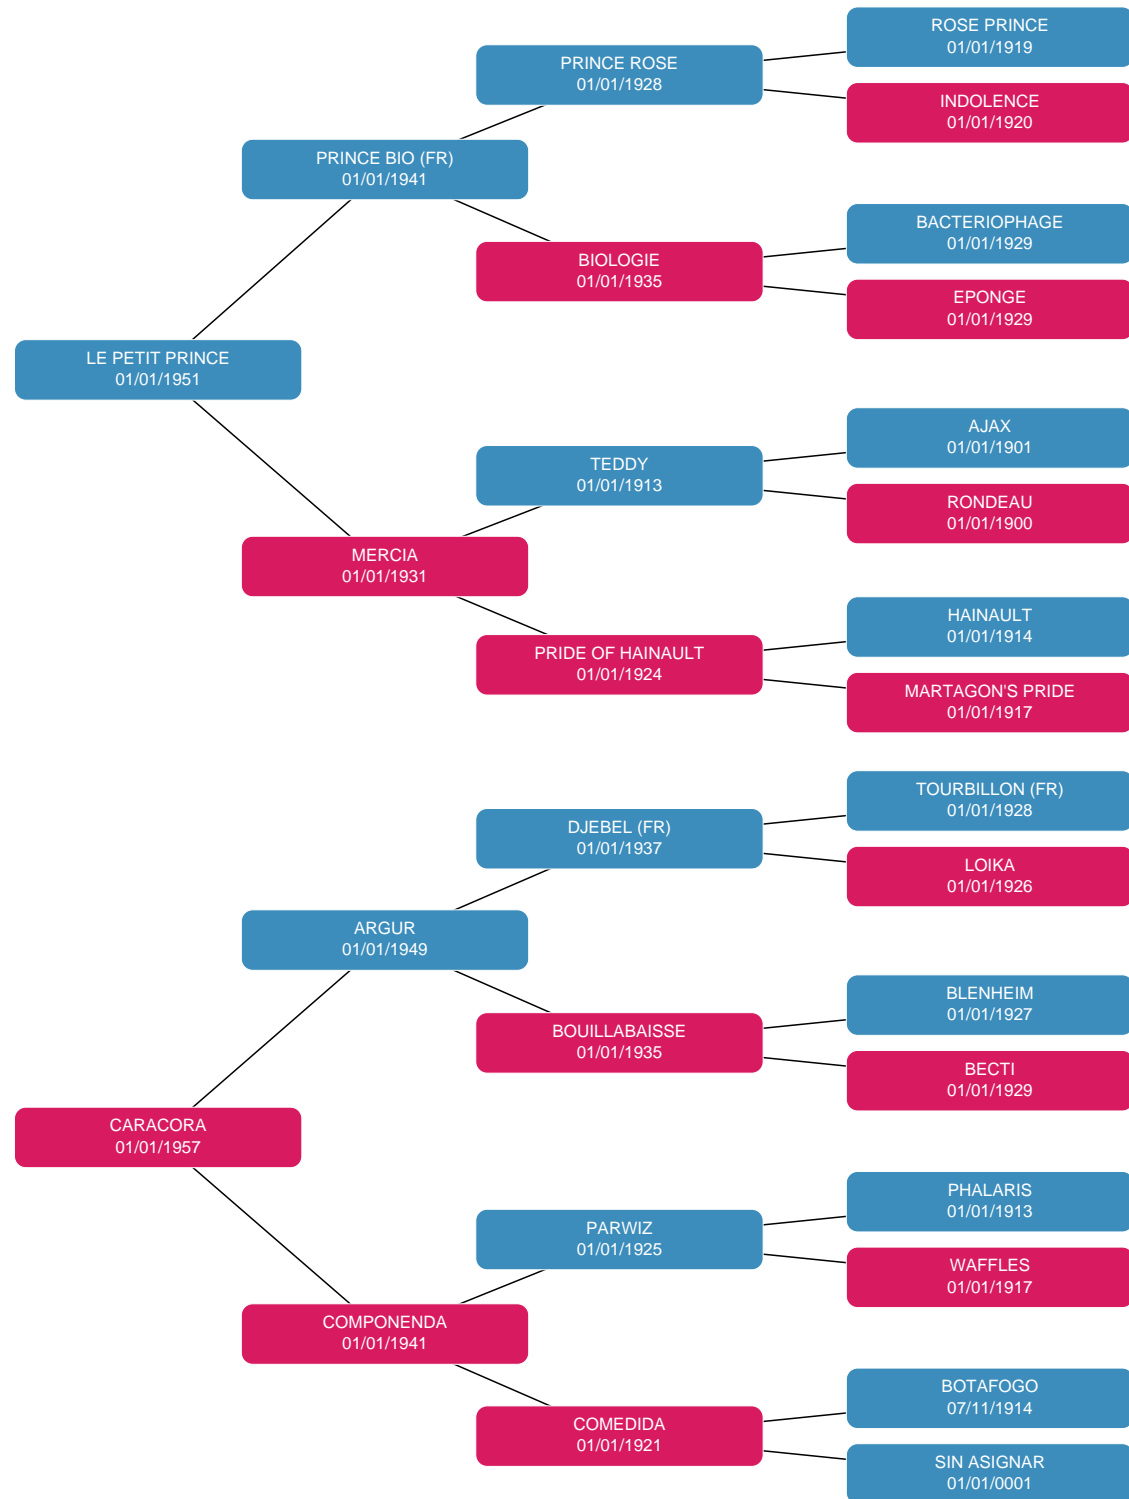 ROSE PRINCE
01/01/1919
PRINCE ROSE
01/01/1928
INDOLENCE
01/01/1920
PRINCE BIO (FR)
01/01/1941
BACTERIOPHAGE
01/01/1929
BIOLOGIE
01/01/1935
EPONGE
01/01/1929
LE PETIT PRINCE
01/01/1951
AJAX
01/01/1901
TEDDY
01/01/1913
RONDEAU
01/01/1900
MERCIA
01/01/1931
HAINAULT
01/01/1914
PRIDE OF HAINAULT
01/01/1924
MARTAGON'S PRIDE
01/01/1917
TOURBILLON (FR)
01/01/1928
DJEBEL (FR)
01/01/1937
LOIKA
01/01/1926
ARGUR
01/01/1949
BLENHEIM
01/01/1927
BOUILLABAISSE
01/01/1935
BECTI
01/01/1929
CARACORA
01/01/1957
PHALARIS
01/01/1913
PARWIZ
01/01/1925
WAFFLES
01/01/1917
COMPONENDA
01/01/1941
BOTAFOGO
07/11/1914
COMEDIDA
01/01/1921
SIN ASIGNAR
01/01/0001